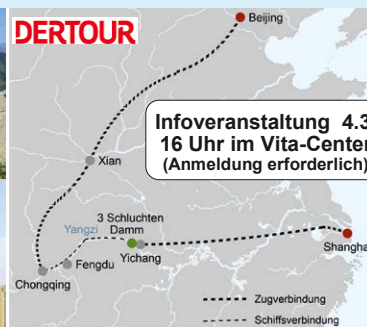 DERTOUR
Beijing
Infoveranstaltung 4.3
16 Uhr im Vita-Center
(Anmeldung erforderlich)
Xian
3 Schluchten
Yangzi
Damm
Shangha
Fengdu
Yichang
Chongqing
Zugverbindung
Schiffsverbindung